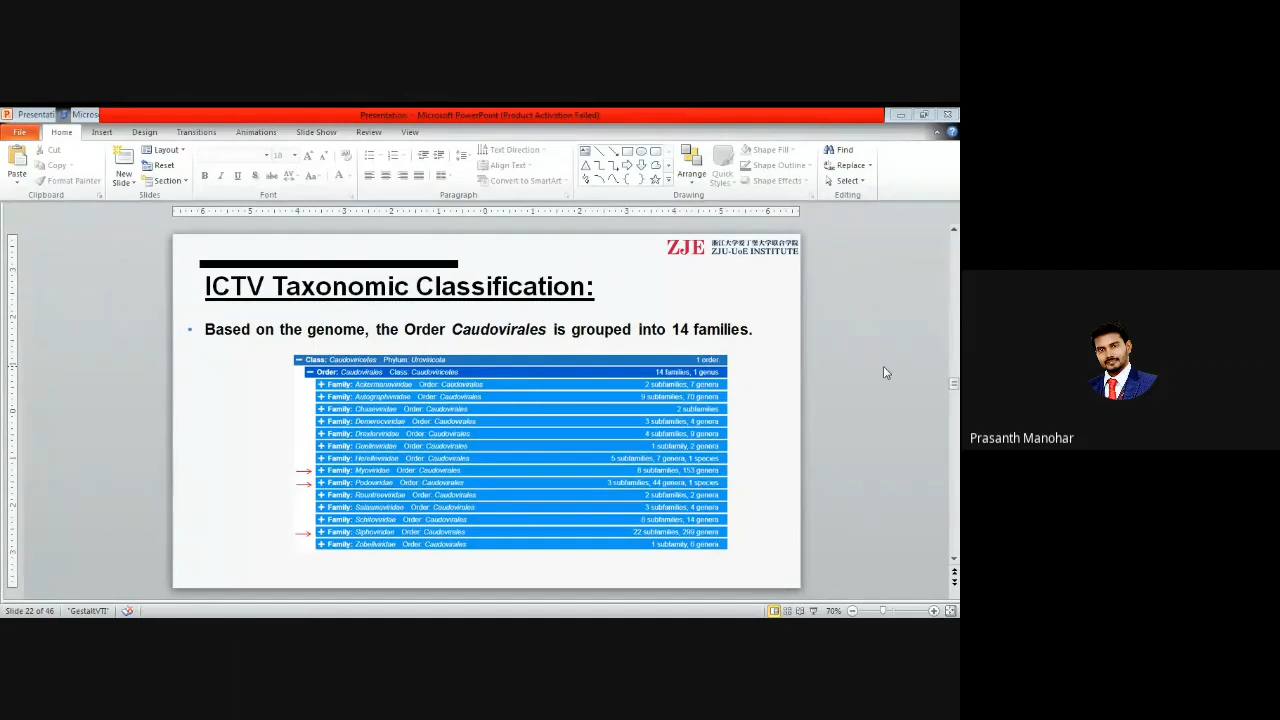 Presentati
Micros
Presentation - Microsoft PowerPoint (Product Activation Failed)
File Home Insert Design Transitions Animations Slide Show Review View
Paste Cut Copy Format Painter Clipboard
New Slide Layout Reset Section Slides
18 Font
Paragraph
Text Direction Align Text Convert to SmartArt
Arrange Quick Styles Shape Fill Shape Outline Shape Effects Drawing
Find Replace Select Editing
ZJE 浙江大学爱丁堡大学联合学院
ZJU-UoE INSTITUTE
ICTV Taxonomic Classification:
• Based on the genome, the Order Caudovirales is grouped into 14 families.
Class: Caudoviricetes Phylum: Uroviricota 1 order
Order: Caudovirales Class: Caudoviricetes 14 families, 1 genus
Family: Ackermannviridae Order: Caudovirales 2 subfamilies, 7 genera
Family: Autographiviridae Order: Caudovirales 9 subfamilies, 70 genera
Family: Chaseviridae Order: Caudovirales 2 subfamilies
Family: Demerecviridae Order: Caudovirales 3 subfamilies, 4 genera
Family: Drexlerviridae Order: Caudovirales 4 subfamilies, 9 genera
Family: Guelinviridae Order: Caudovirales 1 subfamily, 2 genera
Family: Herelleviridae Order: Caudovirales 5 subfamilies, 7 genera, 1 species
Family: Myoviridae Order: Caudovirales 8 subfamilies, 153 genera
Family: Podoviridae Order: Caudovirales 3 subfamilies, 44 genera, 1 species
Family: Rountreeviridae Order: Caudovirales 2 subfamilies, 2 genera
Family: Salasmaviridae Order: Caudovirales 3 subfamilies, 4 genera
Family: Schitoviridae Order: Caudovirales 8 subfamilies, 14 genera
Family: Siphoviridae Order: Caudovirales 22 subfamilies, 299 genera
Family: Zobellviridae Order: Caudovirales 1 subfamily, 6 genera
Prasanth Manohar
Slide 22 of 46 "GestaltVTI" 70%